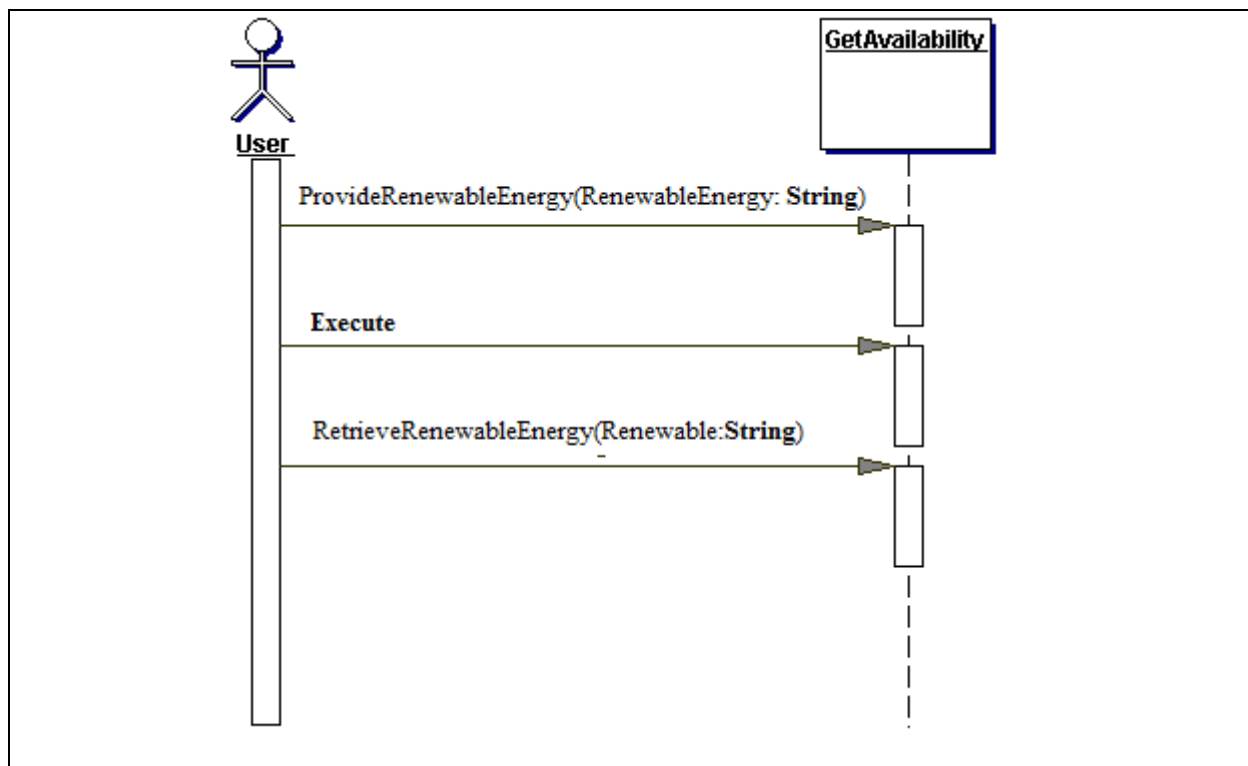 GetAvailability
User
ProvideRenewableEnergy(RenewableEnergy: String)
Execute
RetrieveRenewableEnergy(Renewable:String)